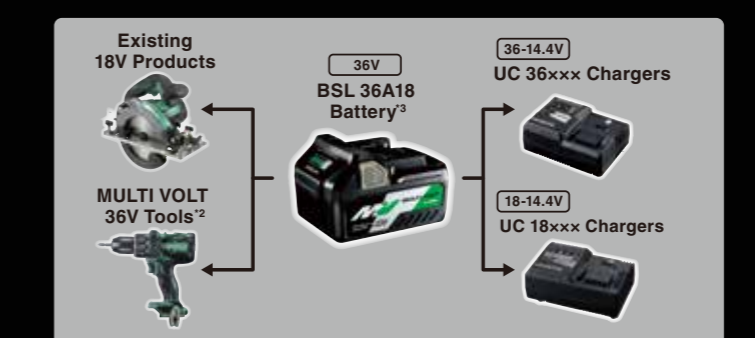 Existing
18V Products
MULTI VOLT
36V Tools*2
36V
BSL 36A18
Battery*3
36-14.4V
UC 36××× Chargers
18-14.4V
UC 18××× Chargers